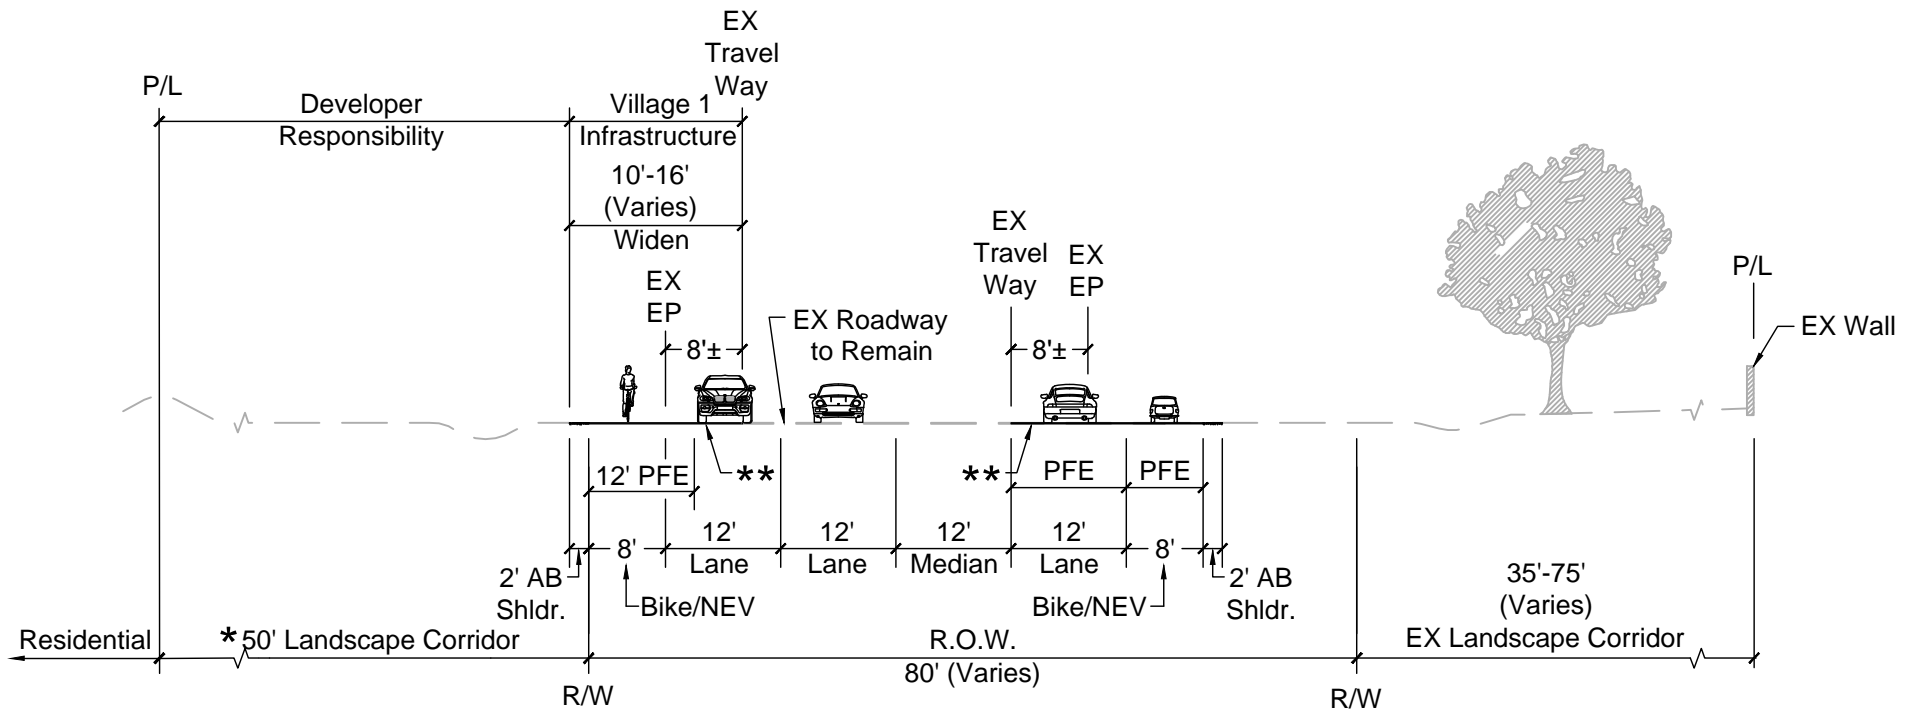 EX
Travel
Way
P/L
Developer
Responsibility
Village 1
Infrastructure
10'-16'
(Varies)
Widen
EX
EP
8'±
EX Roadway
to Remain
EX
Travel
Way
EX
EP
8'±
P/L
EX Wall
12' PFE
**
**
PFE
PFE
2' AB
Shldr.
8'
Bike/NEV
12'
Lane
12'
Lane
12'
Median
12'
Lane
8'
Bike/NEV
2' AB
Shldr.
35'-75'
(Varies)
EX Landscape Corridor
Residential
*50' Landscape Corridor
R.O.W.
80' (Varies)
R/W
R/W